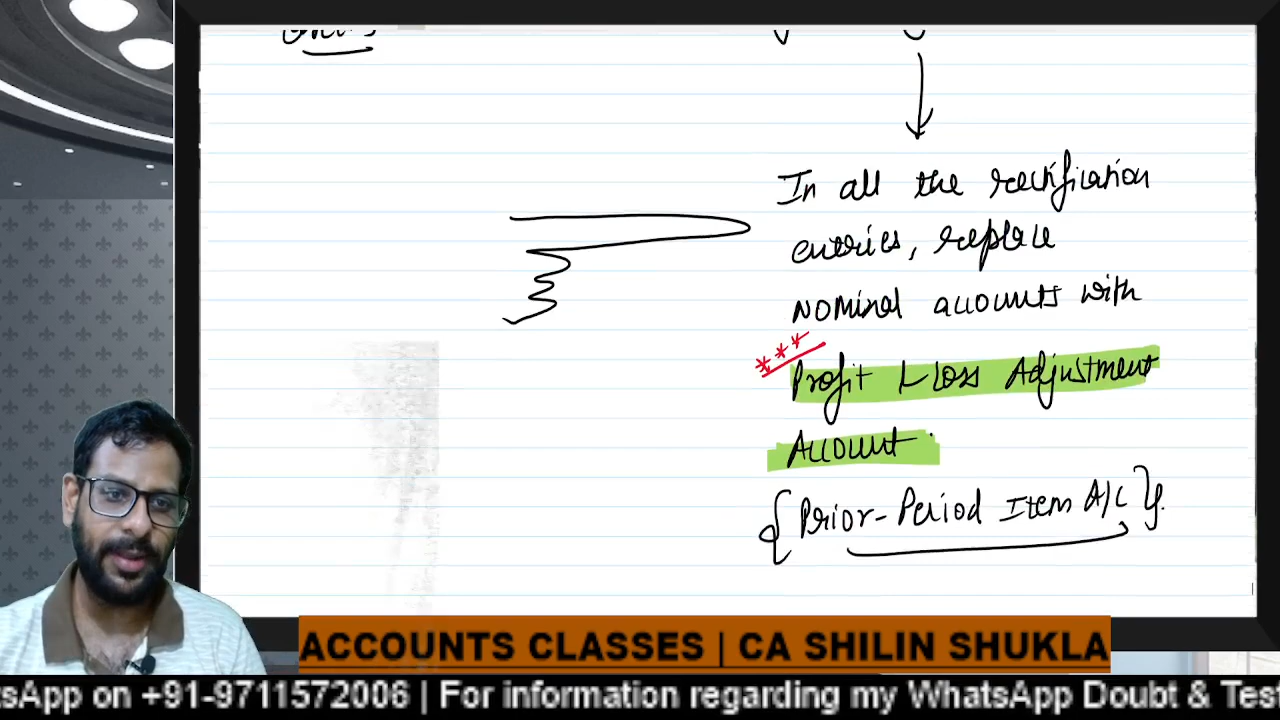 In all the rectification
entries, replace
nominal accounts with
***
Profit & Loss Adjustment
Account.
{Prior-Period Item A/c}.
ACCOUNTS CLASSES | CA SHILIN SHUKLA
tsApp on +91-9711572006 | For information regarding my WhatsApp Doubt & Test